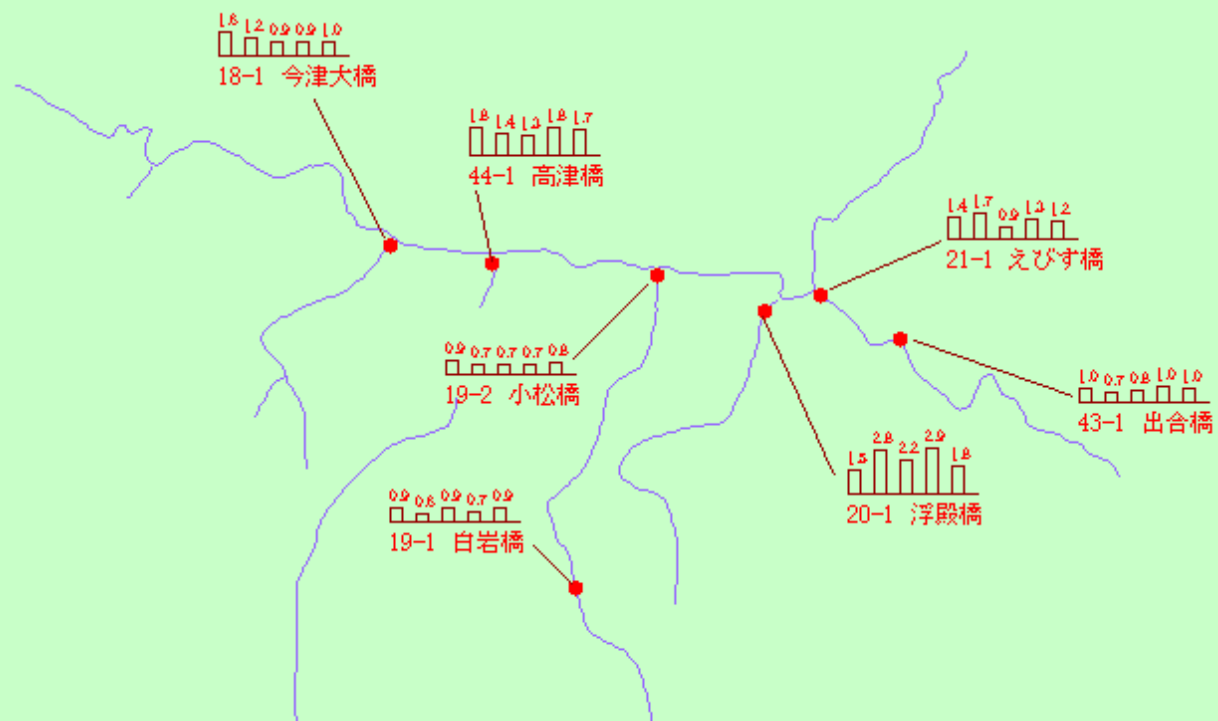 1.6 1.2 0.9 0.9 1.0
18-1 今津大橋
1.8 1.4 1.3 1.8 1.7
44-1 高津橋
1.4 1.7 0.9 1.3 1.2
21-1 えびす橋
0.9 0.7 0.7 0.7 0.8
19-2 小松橋
1.0 0.7 0.8 1.0 1.0
43-1 出合橋
1.5 2.8 2.2 2.9 1.8
20-1 浮殿橋
0.9 0.6 0.9 0.7 0.9
19-1 白岩橋